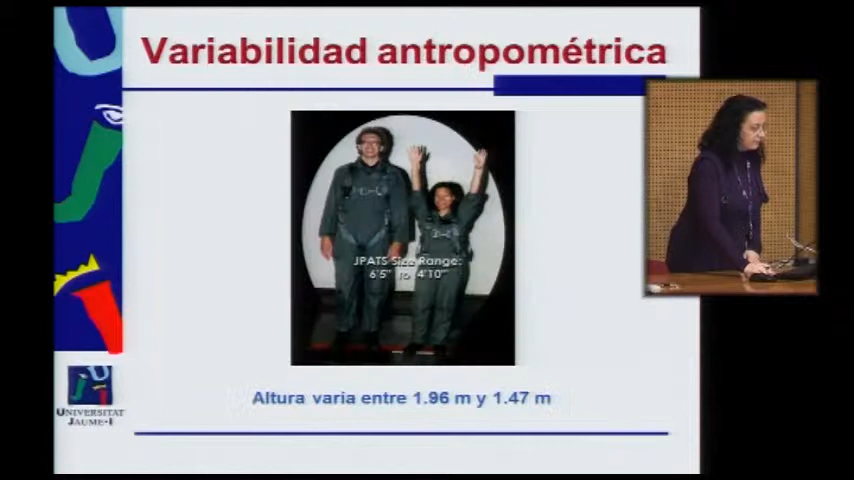 Variabilidad antropométrica
JPATS Size Range:
6'5" TO 4'10"
Altura varia entre 1.96 m y 1.47 m
UNIVERSITAT
JAUME·I